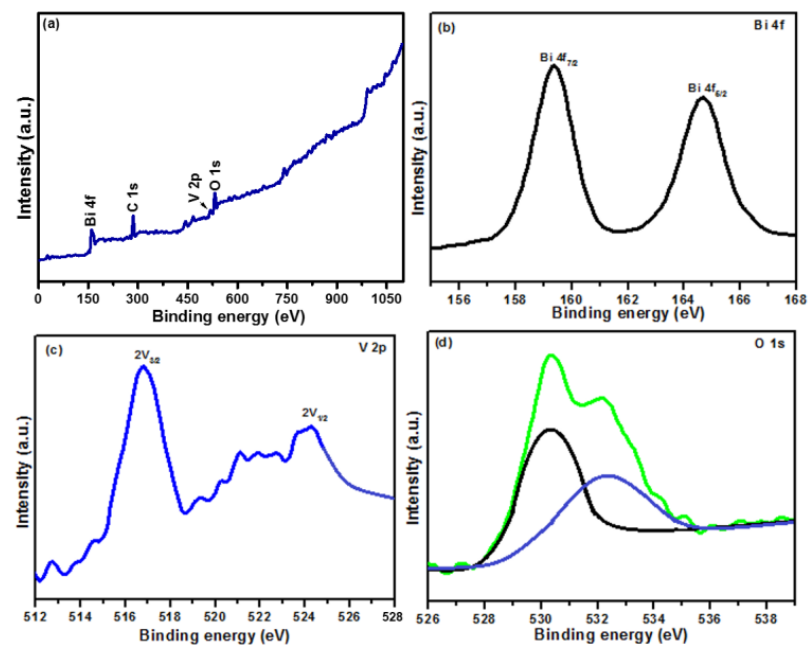 (a)
Intensity (a.u.)
Bi 4f
C 1s
V 2p
O 1s
0 150 300 450 600 750 900 1050
Binding energy (eV)
(b)
Bi 4f
Intensity (a.u.)
Bi 4f7/2
Bi 4f5/2
156 158 160 162 164 166 168
Binding energy (eV)
(c)
V 2p
Intensity (a.u.)
2V3/2
2V1/2
512 514 516 518 520 522 524 526 528
Binding energy (eV)
(d)
O 1s
Intensity (a.u.)
526 528 530 532 534 536 538
Binding energy (eV)